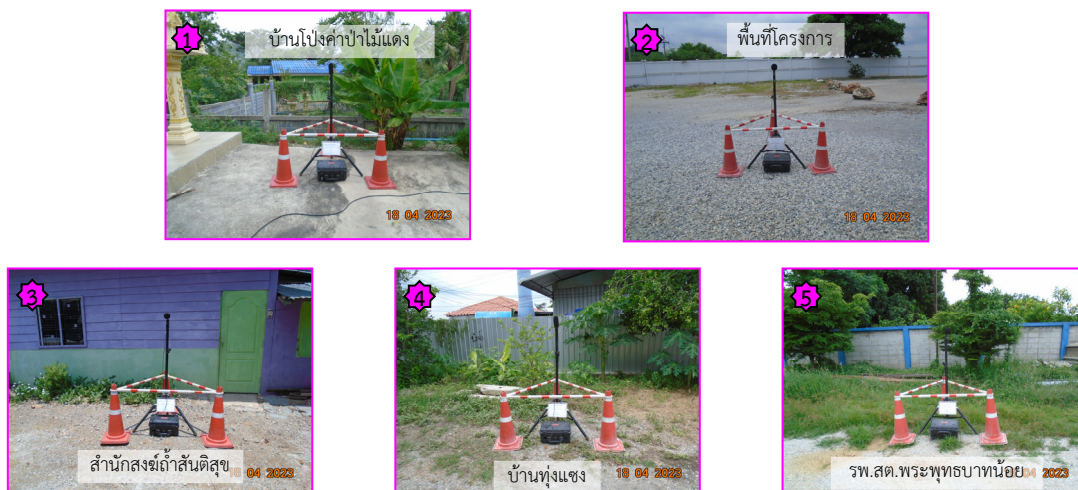 1
บ้านโป่งค่าป่าไม้แดง
18 04 2023
2
พื้นที่โครงการ
18 04 2023
3
สำนักสงฆ์ถ้ำสันติสุข
18 04 2023
4
บ้านทุ่งแซง
18 04 2023
5
รพ.สต.พระพุทธบาทน้อย
04 2023